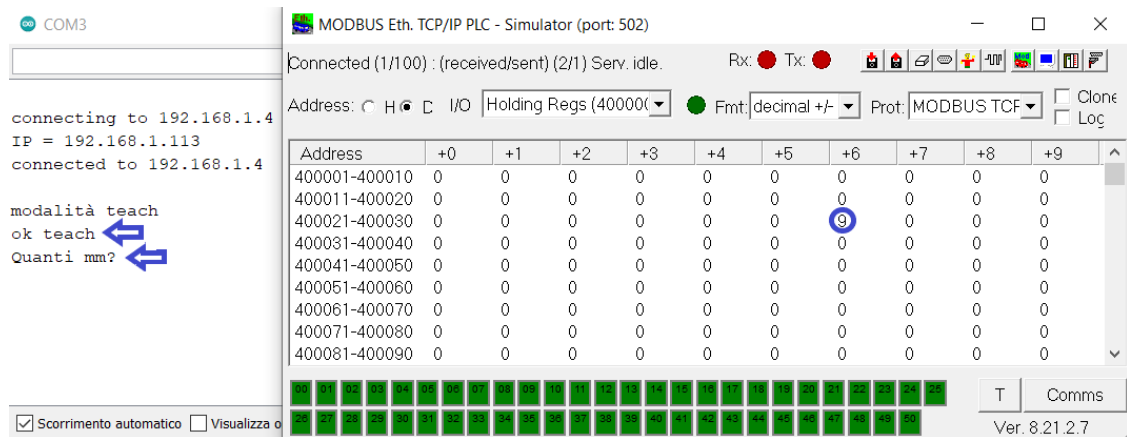 COM3
connecting to 192.168.1.4
IP = 192.168.1.113
connected to 192.168.1.4
modalità teach
ok teach
Quanti mm?
Scorrimento automatico Visualizza o
MODBUS Eth. TCP/IP PLC - Simulator (port: 502)
Connected (1/100) : (received/sent) (2/1) Serv. idle. Rx: Tx:
Address: H D I/O Holding Regs (40000( Fmt: decimal +/- Prot: MODBUS TCF Clone
Log
Address +0 +1 +2 +3 +4 +5 +6 +7 +8 +9
400001-400010 0 0 0 0 0 0 0 0 0 0
400011-400020 0 0 0 0 0 0 0 0 0 0
400021-400030 0 0 0 0 0 0 9 0 0 0
400031-400040 0 0 0 0 0 0 0 0 0 0
400041-400050 0 0 0 0 0 0 0 0 0 0
400051-400060 0 0 0 0 0 0 0 0 0 0
400061-400070 0 0 0 0 0 0 0 0 0 0
400071-400080 0 0 0 0 0 0 0 0 0 0
400081-400090 0 0 0 0 0 0 0 0 0 0
00 01 02 03 04 05 06 07 08 09 10 11 12 13 14 15 16 17 18 19 20 21 22 23 24 25
26 27 28 29 30 31 32 33 34 35 36 37 38 39 40 41 42 43 44 45 46 47 48 49 50
T Comms
Ver. 8.21.2.7